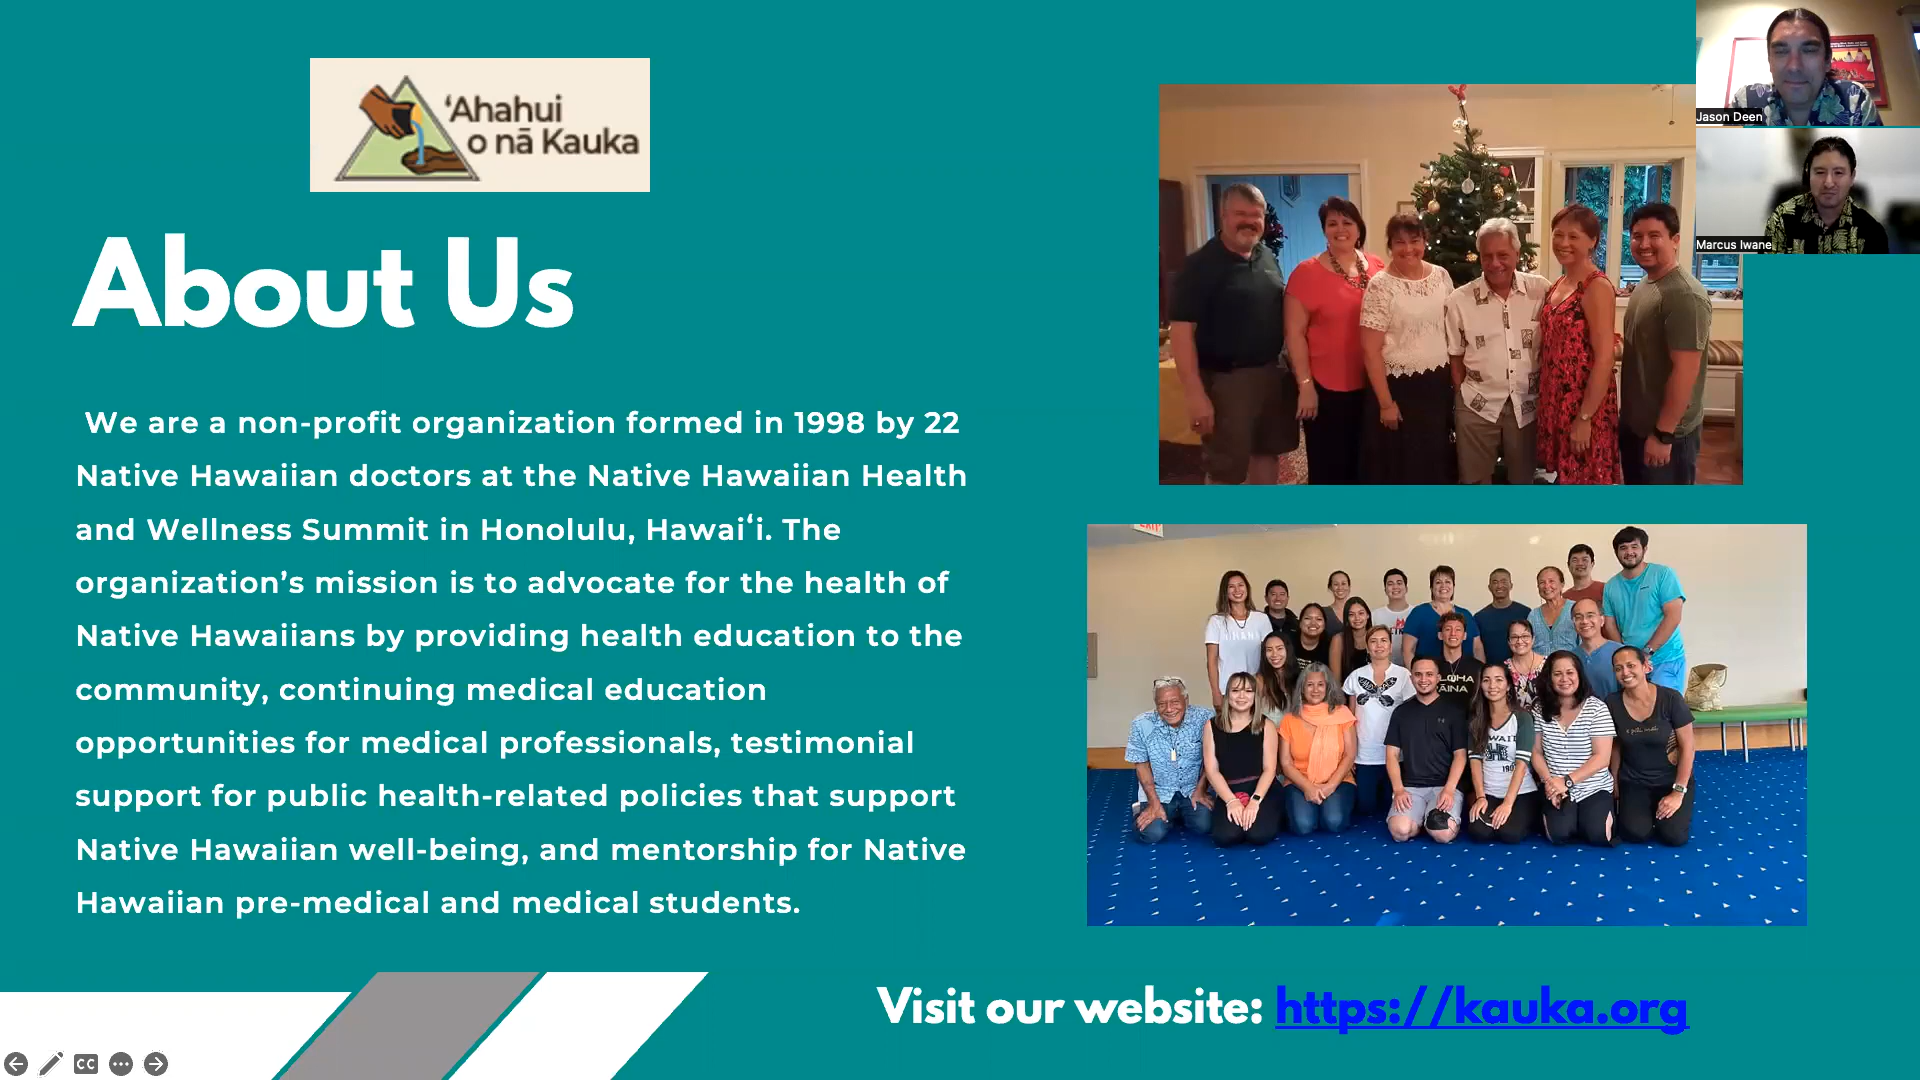 ʻAhahui
o nā Kauka
About Us
We are a non-profit organization formed in 1998 by 22
Native Hawaiian doctors at the Native Hawaiian Health
and Wellness Summit in Honolulu, Hawaiʻi. The
organization’s mission is to advocate for the health of
Native Hawaiians by providing health education to the
community, continuing medical education
opportunities for medical professionals, testimonial
support for public health-related policies that support
Native Hawaiian well-being, and mentorship for Native
Hawaiian pre-medical and medical students.
Visit our website: https://kauka.org
Jason Deen
Marcus Iwane
CC